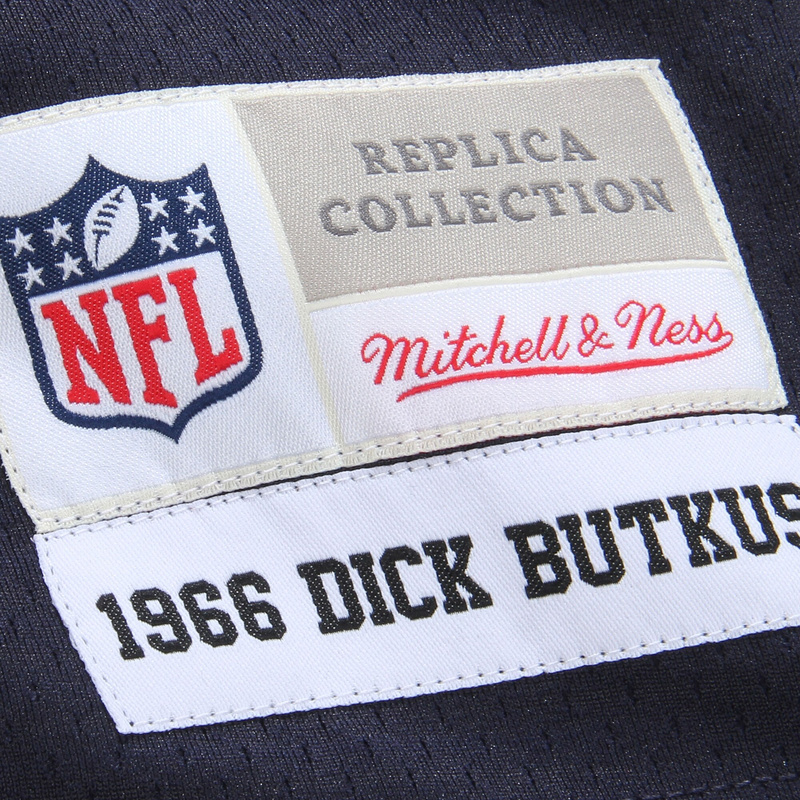 NFL
REPLICA
COLLECTION
Mitchell & Ness
1966 DICK BUTKUS